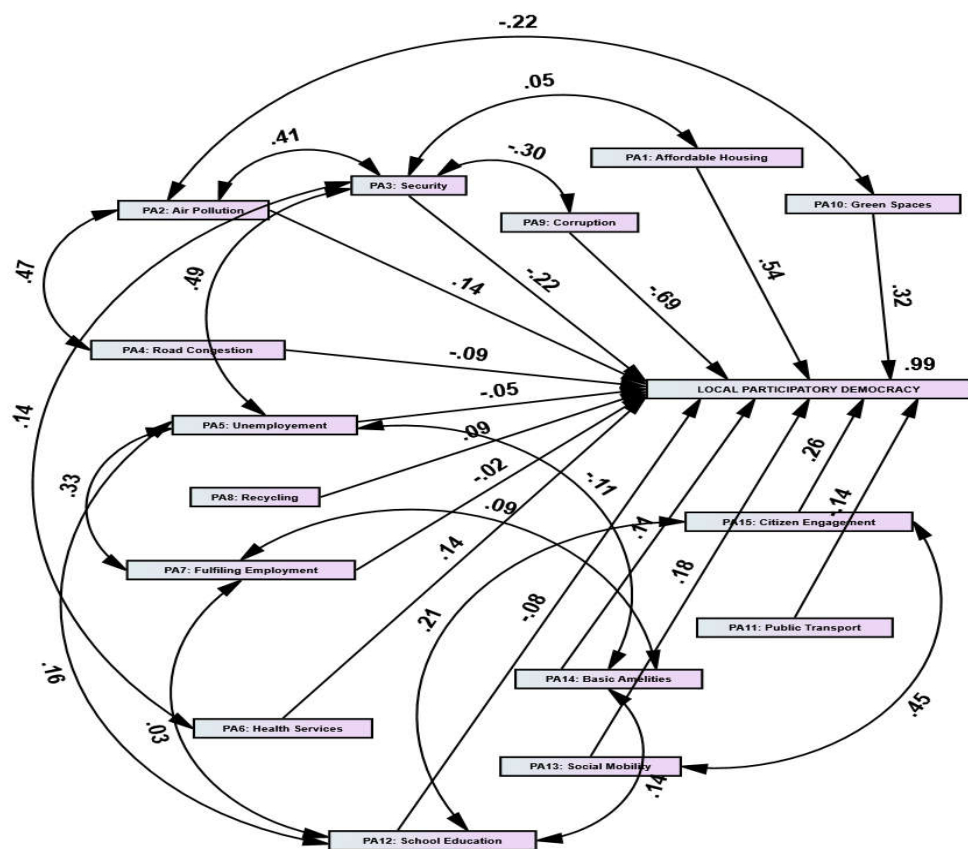 -.22
.05
.41
-.30
PA1: Affordable Housing
PA3: Security
PA2: Air Pollution
PA10: Green Spaces
PA9: Corruption
.47
.49
.14
-.22
-.69
.54
.32
PA4: Road Congestion
-.09
.99
LOCAL PARTICIPATORY DEMOCRACY
.14
-.05
PA5: Unemployement
.09
.26
.33
-.02
-.11
PA8: Recycling
.09
-.14
PA15: Citizen Engagement
.14
.18
PA7: Fulfiling Employment
-.08
.21
PA11: Public Transport
.16
PA14: Basic Amelities
.45
.03
PA6: Health Services
PA13: Social Mobility
.14
PA12: School Education